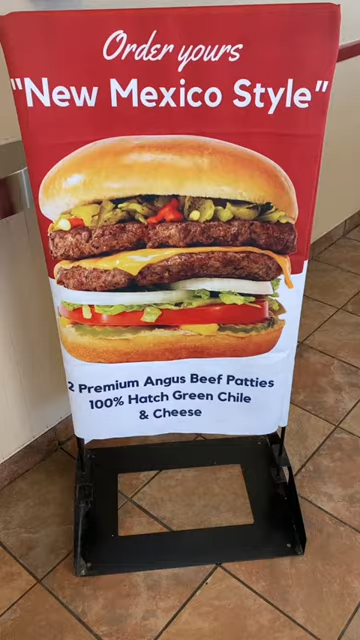 Order yours
"New Mexico Style"
2 Premium Angus Beef Patties
100% Hatch Green Chile
& Cheese